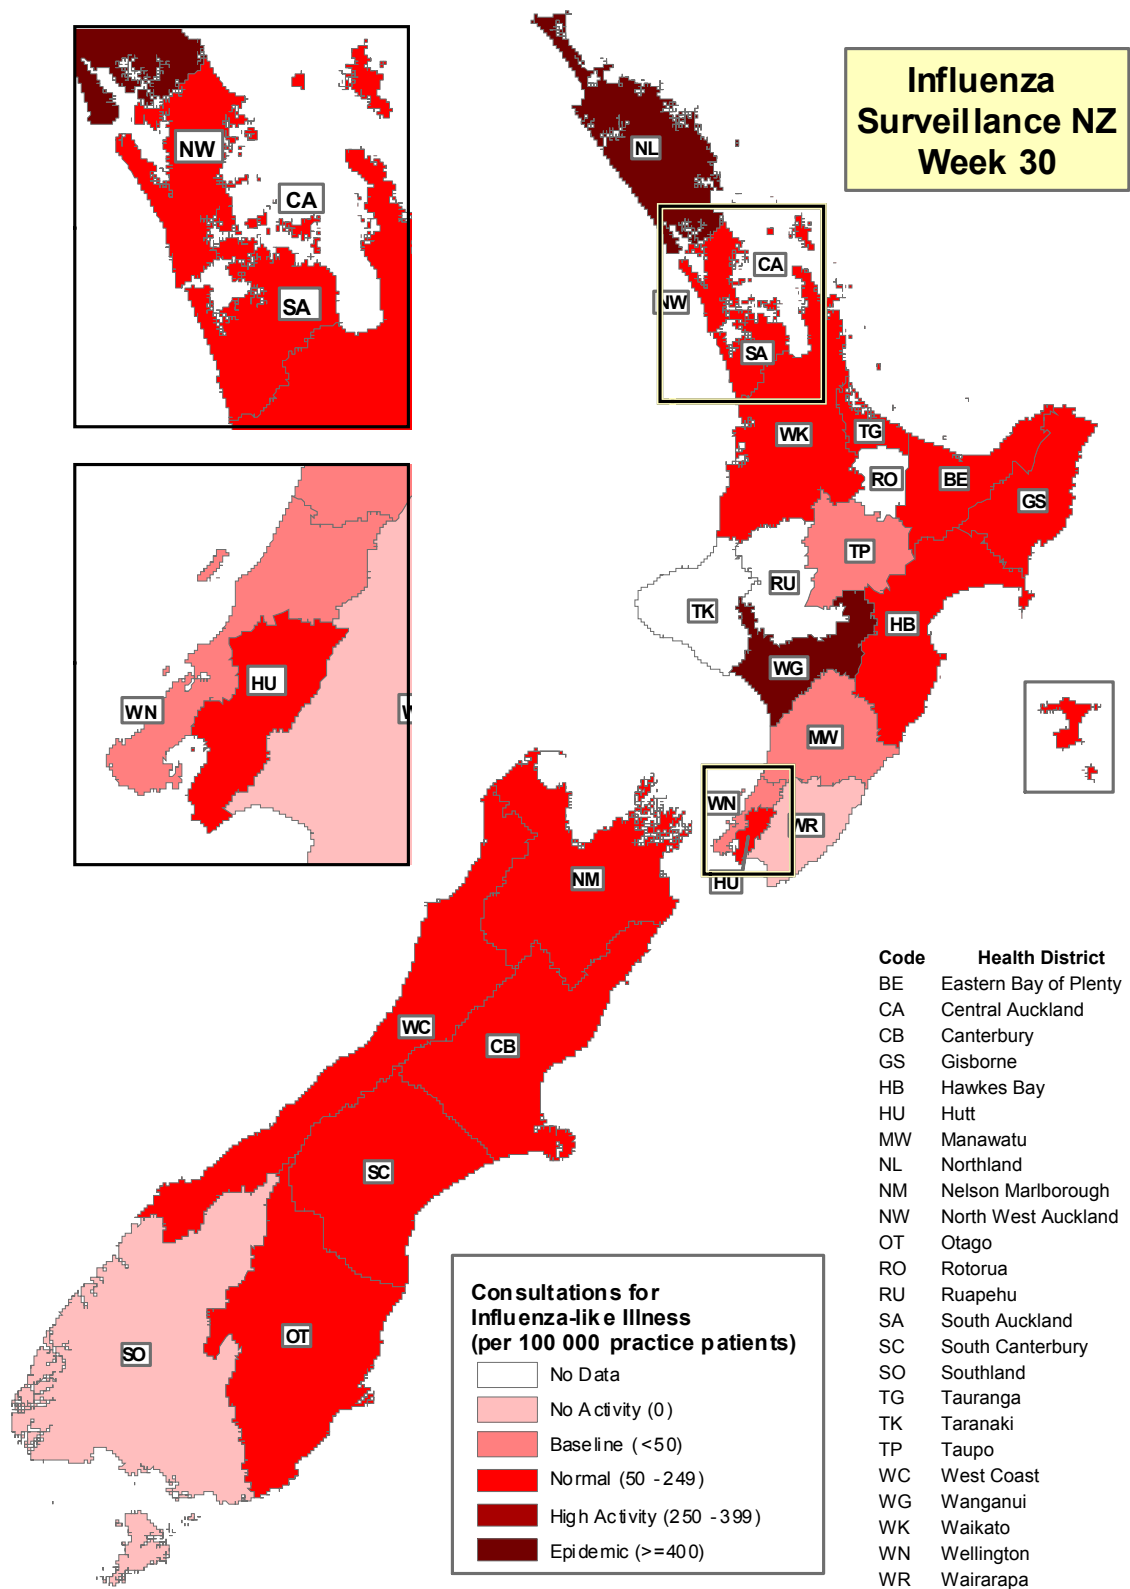 Influenza
Surveillance NZ
Week 30
NW
CA
SA
NL
CA
NW
SA
WK
TG
RO
BE
GS
TP
RU
TK
HB
WG
MW
HU
WN
W
WN
WR
HU
NM
WC
CB
SC
OT
SO
Code Health District
BE Eastern Bay of Plenty
CA Central Auckland
CB Canterbury
GS Gisborne
HB Hawkes Bay
HU Hutt
MW Manawatu
NL Northland
NM Nelson Marlborough
NW North West Auckland
OT Otago
RO Rotorua
RU Ruapehu
SA South Auckland
SC South Canterbury
SO Southland
TG Tauranga
TK Taranaki
TP Taupo
WC West Coast
WG Wanganui
WK Waikato
WN Wellington
WR Wairarapa
Consultations for
Influenza-like Illness
(per 100 000 practice patients)
No Data
No Activity (0)
Baseline (<50)
Normal (50 - 249)
High Activity (250 - 399)
Epidemic (>=400)